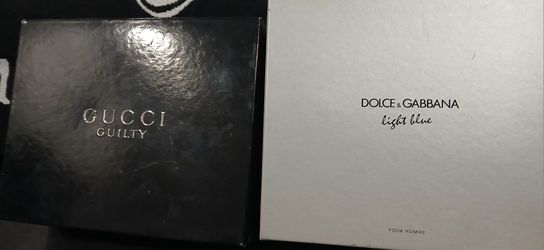 GUCCI
GUILTY
DOLCE & GABBANA
light blue
POUR HOMME